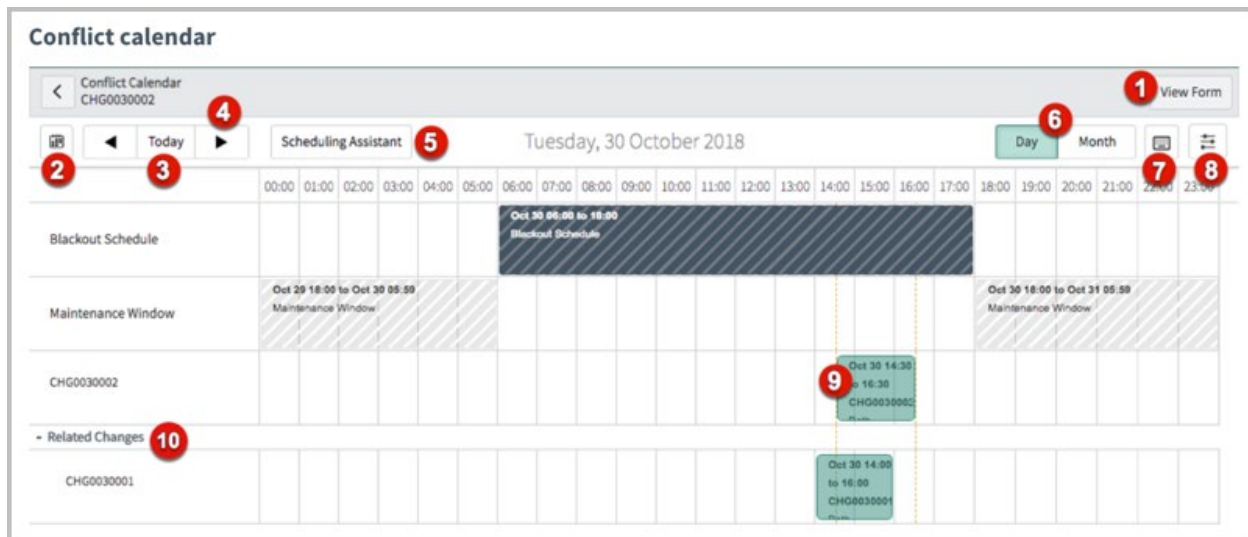 Conflict calendar
Conflict Calendar
CHG0030002
1 View Form
4
6
Today
Scheduling Assistant 5
Tuesday, 30 October 2018
Day Month
2 3 7 8
00:00 01:00 02:00 03:00 04:00 05:00 06:00 07:00 08:00 09:00 10:00 11:00 12:00 13:00 14:00 15:00 16:00 17:00 18:00 19:00 20:00 21:00 22:00 23:00
Blackout Schedule
Oct 30 06:00 to 18:00
Blackout Schedule
Maintenance Window
Oct 29 18:00 to Oct 30 05:59
Maintenance Window
Oct 30 18:00 to Oct 31 05:59
Maintenance Window
CHG0030002
9
Oct 30 14:30
to 16:30
CHG0030002
- Related Changes 10
CHG0030001
Oct 30 14:00
to 16:00
CHG0030001